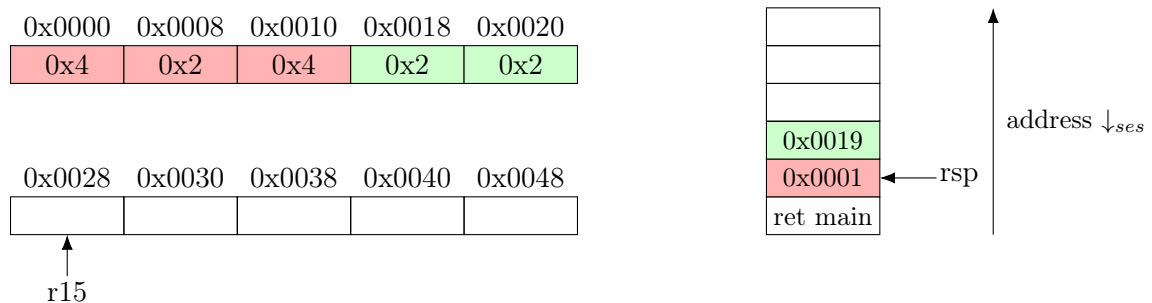 0x0000 0x0008 0x0010 0x0018 0x0020
0x4 0x2 0x4 0x2 0x2
0x0028 0x0030 0x0038 0x0040 0x0048
r15
0x0019
0x0001
ret main
rsp
address ↓ses